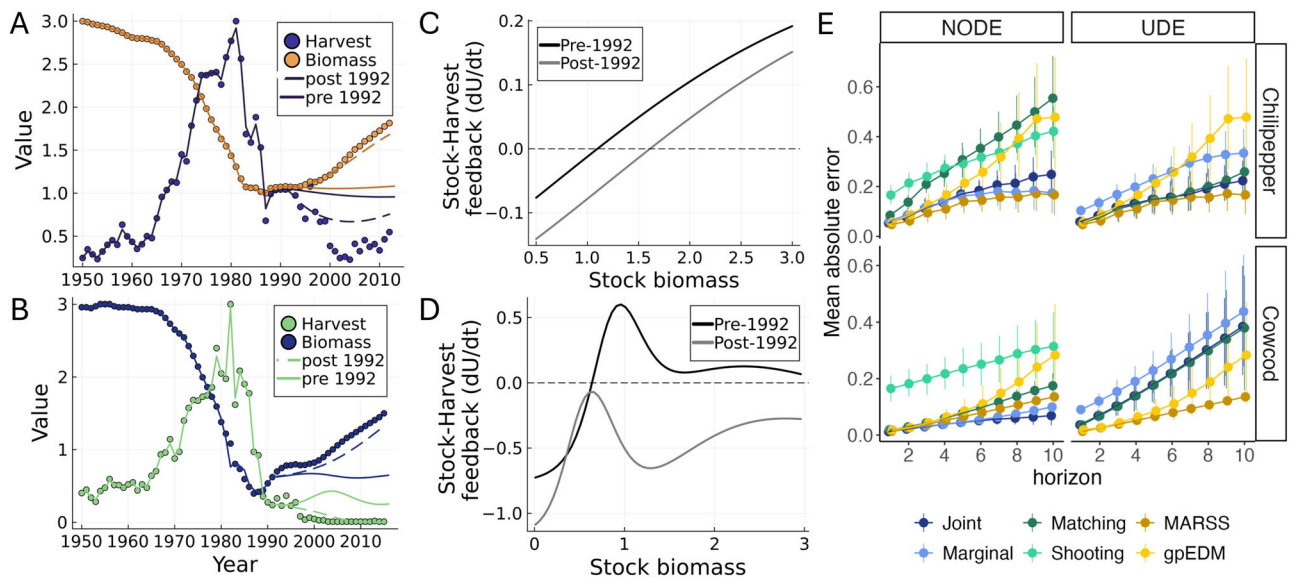 A
Value
3.0
2.5
2.0
1.5
1.0
0.5
Harvest
Biomass
post 1992
pre 1992
1950 1960 1970 1980 1990 2000 2010
B
Value
3
2
1
0
Harvest
Biomass
post 1992
pre 1992
1950 1960 1970 1980 1990 2000 2010
Year
C
Stock-Harvest
feedback (dU/dt)
0.2
0.1
0.0
−0.1
Pre-1992
Post-1992
0.5 1.0 1.5 2.0 2.5 3.0
Stock biomass
D
Stock-Harvest
feedback (dU/dt)
0.5
0.0
−0.5
−1.0
Pre-1992
Post-1992
0 1 2 3
Stock biomass
E
NODE UDE
Mean absolute error
0.6
0.4
0.2
0.0
Chilipepper
0.6
0.4
0.2
0.0
Cowcod
2 4 6 8 10 2 4 6 8 10
horizon
Joint Matching MARSS
Marginal Shooting gpEDM